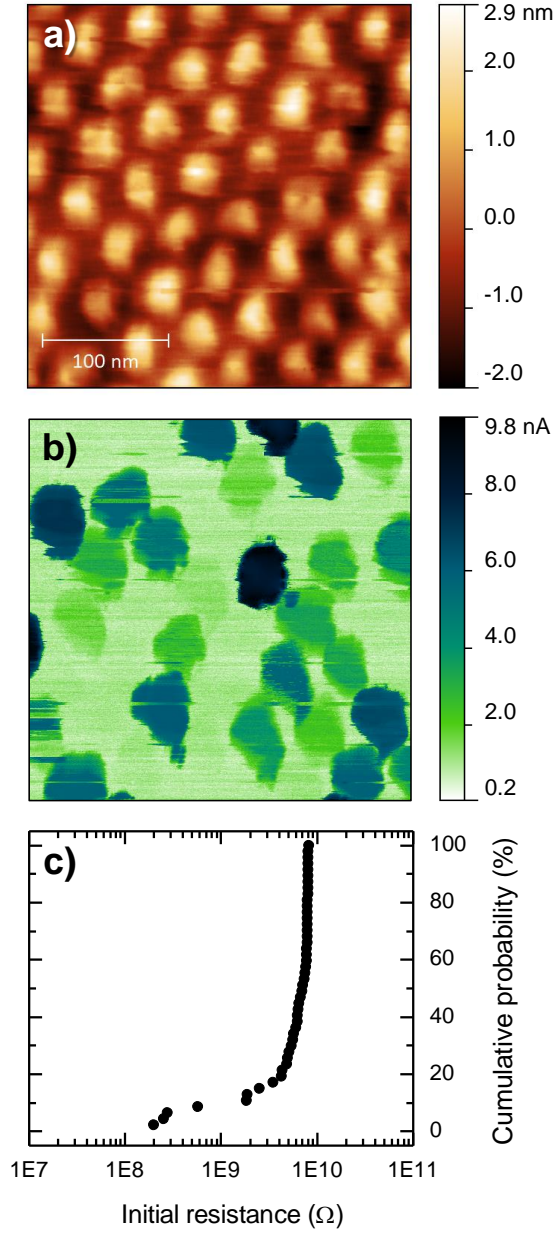 a)
2.9 nm
2.0
1.0
0.0
-1.0
-2.0
100 nm
b)
9.8 nA
8.0
6.0
4.0
2.0
0.2
c)
100
80
60
40
20
0
Cumulative probability (%)
1E7 1E8 1E9 1E10 1E11
Initial resistance (Ω)